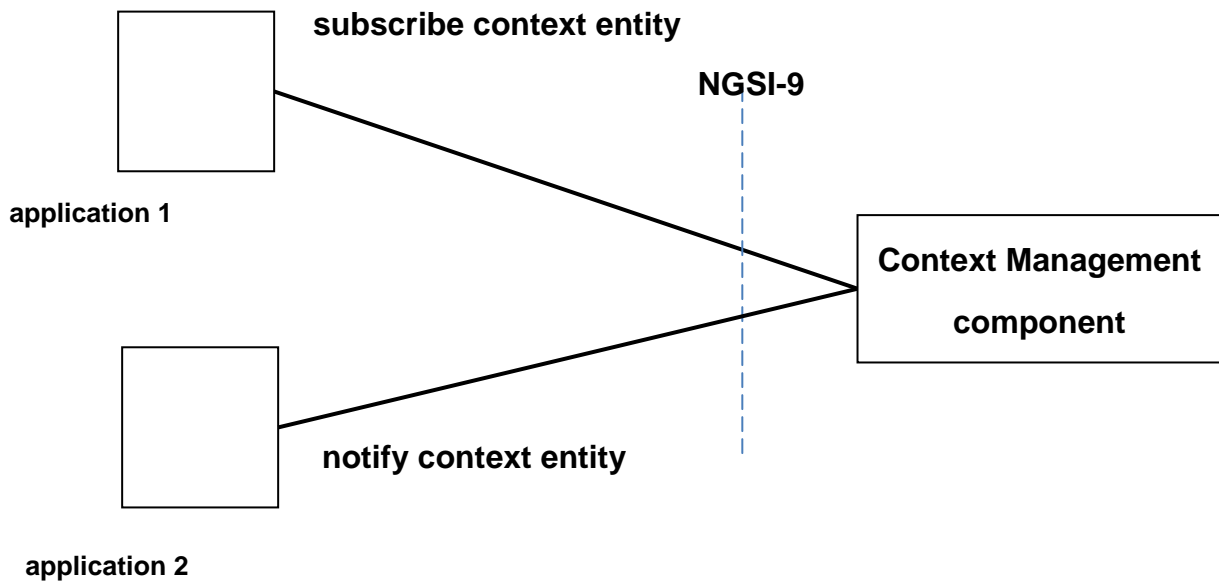 subscribe context entity
NGSI-9
application 1
Context Management
component
notify context entity
application 2